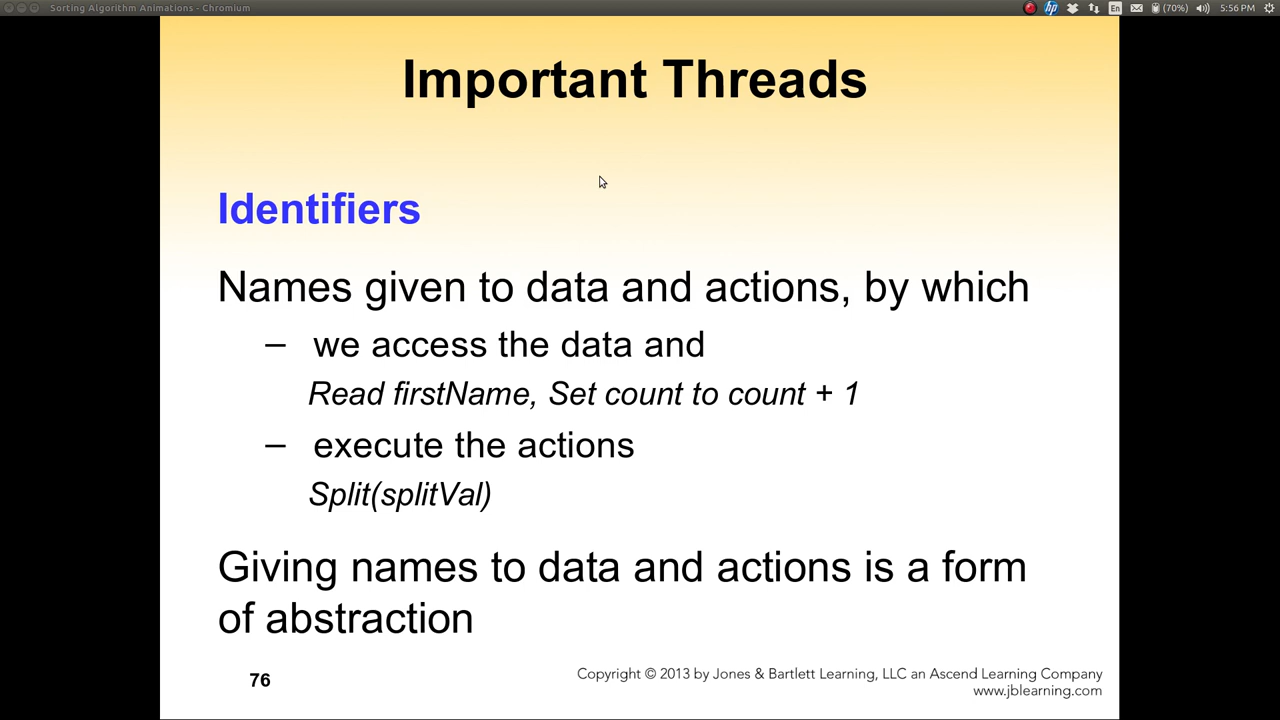 Sorting Algorithm Animations - Chromium
En
(70%)
5:56 PM
Important Threads
Identifiers
Names given to data and actions, by which
– we access the data and
Read firstName, Set count to count + 1
– execute the actions
Split(splitVal)
Giving names to data and actions is a form
of abstraction
76
Copyright © 2013 by Jones & Bartlett Learning, LLC an Ascend Learning Company
www.jblearning.com